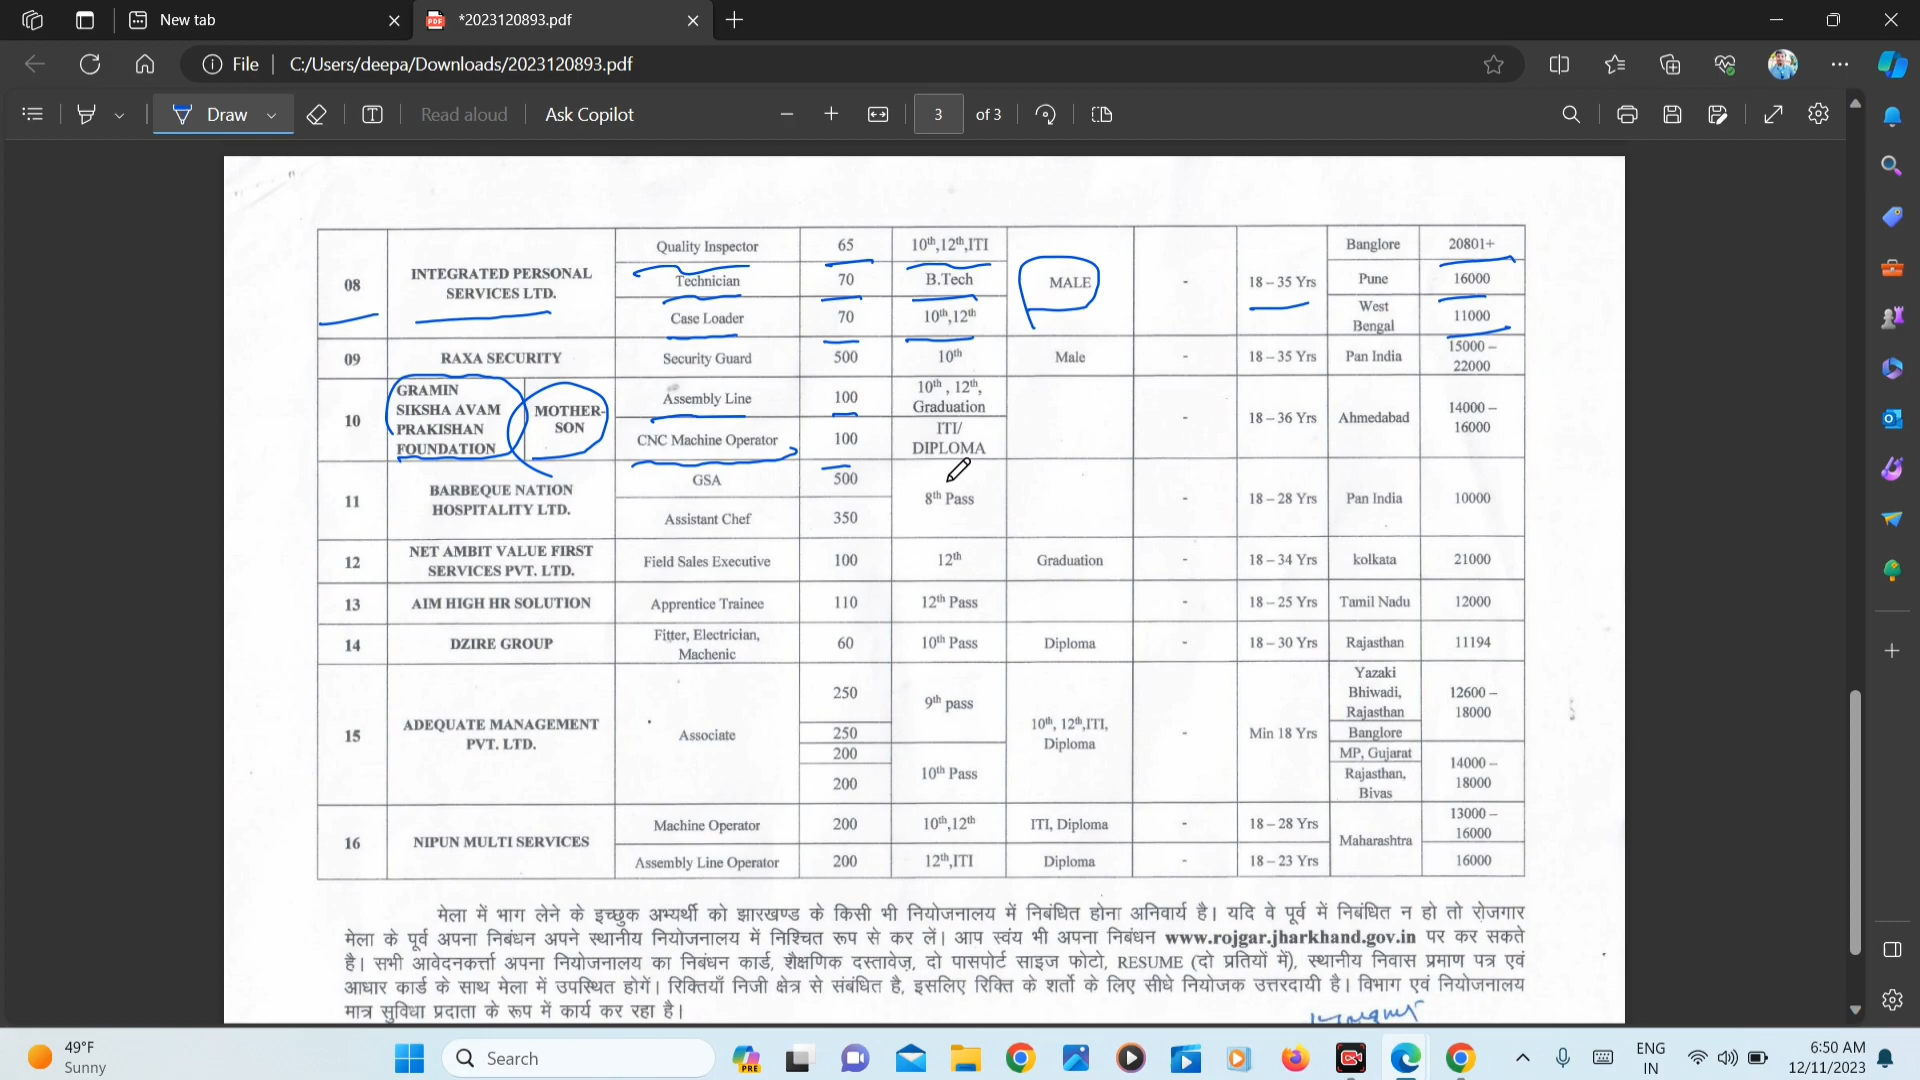 New tab
*2023120893.pdf
File
C:/Users/deepa/Downloads/2023120893.pdf
Draw
Read aloud
Ask Copilot
3 of 3
08 INTEGRATED PERSONAL SERVICES LTD. Quality Inspector 65 10th,12th,ITI MALE - 18 – 35 Yrs Banglore 20801+
Technician 70 B.Tech Pune 16000
Case Loader 70 10th,12th West Bengal 11000
09 RAXA SECURITY Security Guard 500 10th Male - 18 – 35 Yrs Pan India 15000 – 22000
10 GRAMIN SIKSHA AVAM PRAKISHAN FOUNDATION MOTHER-SON Assembly Line 100 10th , 12th, Graduation - 18 – 36 Yrs Ahmedabad 14000 – 16000
CNC Machine Operator 100 ITI/ DIPLOMA
11 BARBEQUE NATION HOSPITALITY LTD. GSA 500 8th Pass - 18 – 28 Yrs Pan India 10000
Assistant Chef 350
12 NET AMBIT VALUE FIRST SERVICES PVT. LTD. Field Sales Executive 100 12th Graduation - 18 – 34 Yrs kolkata 21000
13 AIM HIGH HR SOLUTION Apprentice Trainee 110 12th Pass - 18 – 25 Yrs Tamil Nadu 12000
14 DZIRE GROUP Fitter, Electrician, Machenic 60 10th Pass Diploma - 18 – 30 Yrs Rajasthan 11194
15 ADEQUATE MANAGEMENT PVT. LTD. Associate 250 9th pass 10th, 12th,ITI, Diploma - Min 18 Yrs Yazaki Bhiwadi, Rajasthan 12600 – 18000
250 Banglore
200 10th Pass MP, Gujarat 14000 – 18000
200 Rajasthan, Bivas
16 NIPUN MULTI SERVICES Machine Operator 200 10th,12th ITI, Diploma - 18 – 28 Yrs Maharashtra 13000 – 16000
Assembly Line Operator 200 12th,ITI Diploma - 18 – 23 Yrs 16000
मेला में भाग लेने के इच्छुक अभ्यर्थी को झारखण्ड के किसी भी नियोजनालय में निबंधित होना अनिवार्य है। यदि वे पूर्व में निबंधित न हो तो रोजगार
मेला के पूर्व अपना निबंधन अपने स्थानीय नियोजनालय में निश्चित रूप से कर लें। आप स्वंय भी अपना निबंधन www.rojgar.jharkhand.gov.in पर कर सकते
है। सभी आवेदनकर्त्ता अपना नियोजनालय का निबंधन कार्ड, शैक्षणिक दस्तावेज़, दो पासपोर्ट साइज फोटो, RESUME (दो प्रतियों में), स्थानीय निवास प्रमाण पत्र एवं
आधार कार्ड के साथ मेला में उपस्थित होगें। रिक्तियाँ निजी क्षेत्र से संबंधित है, इसलिए रिक्ति के शर्तो के लिए सीधे नियोजक उत्तरदायी है। विभाग एवं नियोजनालय
मात्र सुविधा प्रदाता के रूप में कार्य कर रहा है।
49°F
Sunny
Search
PRE
ENG
IN
6:50 AM
12/11/2023